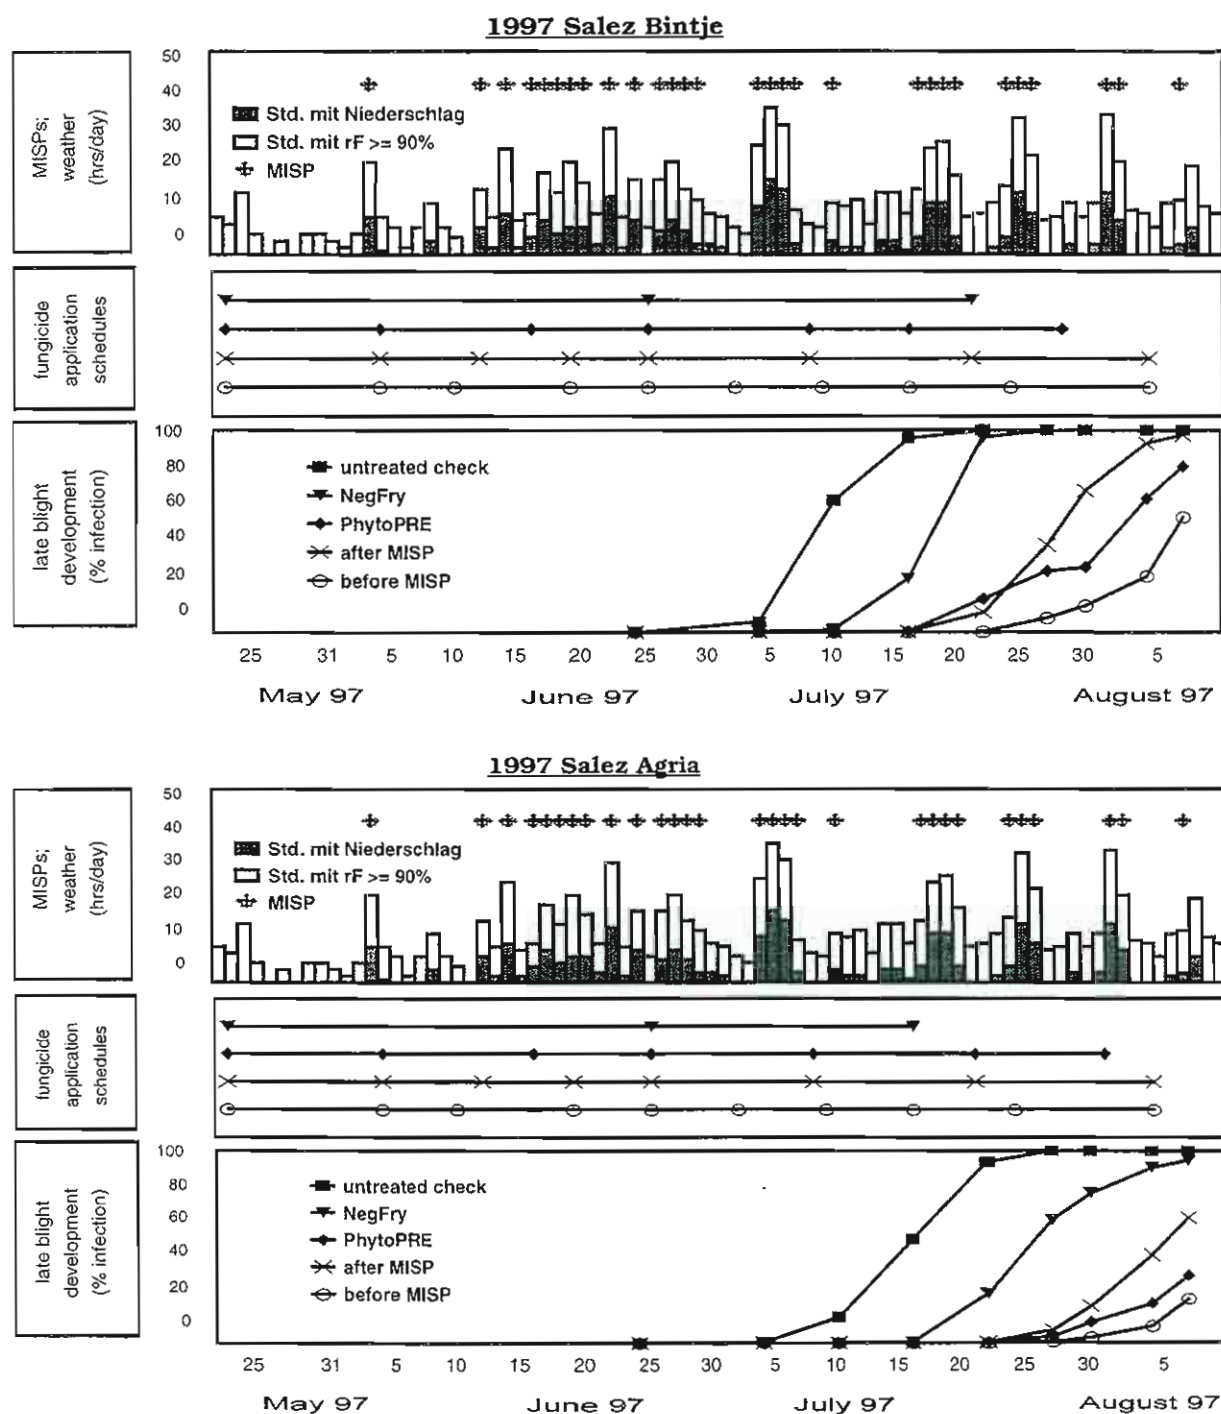 1997 Salez Bintje
MISPs;
weather
(hrs/day)
50
40
30
20
10
0
Std. mit Niederschlag
Std. mit rF >= 90%
MISP
fungicide
application
schedules
late blight
development
(% infection)
100
80
60
40
20
0
untreated check
NegFry
PhytoPRE
after MISP
before MISP
25 31 5 10 15 20 25 30 5 10 15 20 25 30 5
May 97 June 97 July 97 August 97
1997 Salez Agria
MISPs;
weather
(hrs/day)
50
40
30
20
10
0
Std. mit Niederschlag
Std. mit rF >= 90%
MISP
fungicide
application
schedules
late blight
development
(% infection)
100
80
60
40
20
0
untreated check
NegFry
PhytoPRE
after MISP
before MISP
25 31 5 10 15 20 25 30 5 10 15 20 25 30 5
May 97 June 97 July 97 August 97